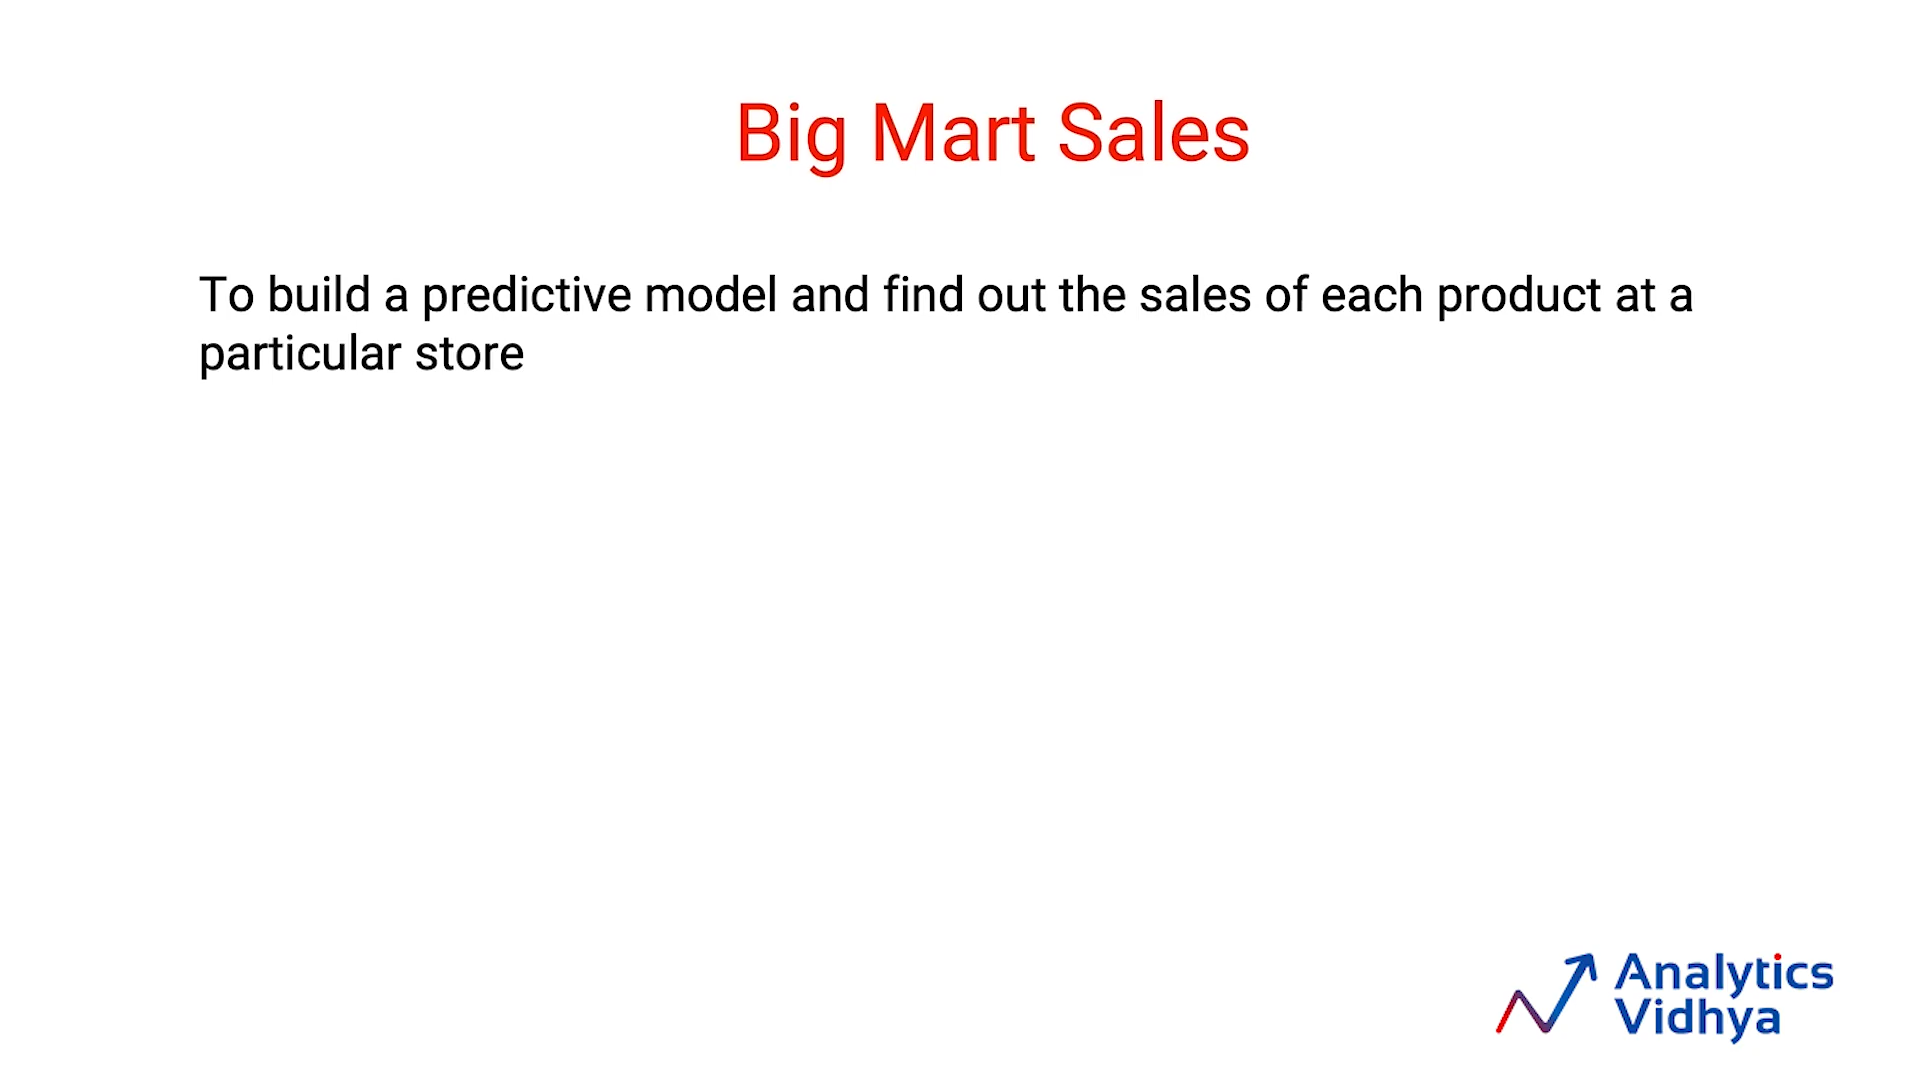 Big Mart Sales
To build a predictive model and find out the sales of each product at a
particular store
Analytics
Vidhya